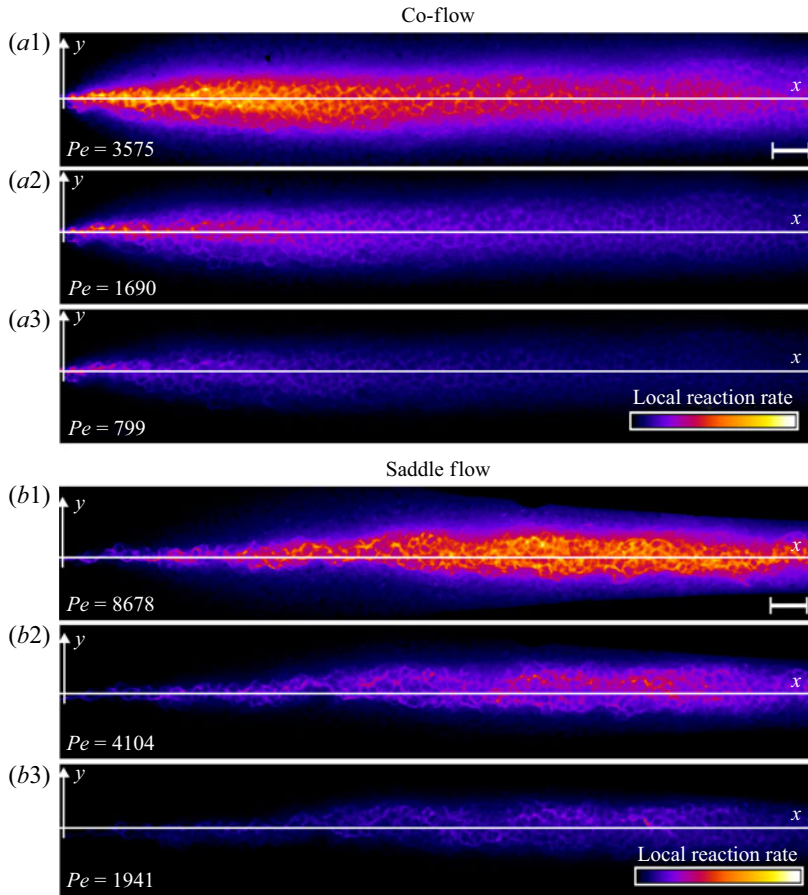 Co-flow
(a1)
y
x
Pe = 3575
(a2)
y
x
Pe = 1690
(a3)
y
x
Local reaction rate
Pe = 799
Saddle flow
(b1)
y
x
Pe = 8678
(b2)
y
x
Pe = 4104
(b3)
y
x
Local reaction rate
Pe = 1941